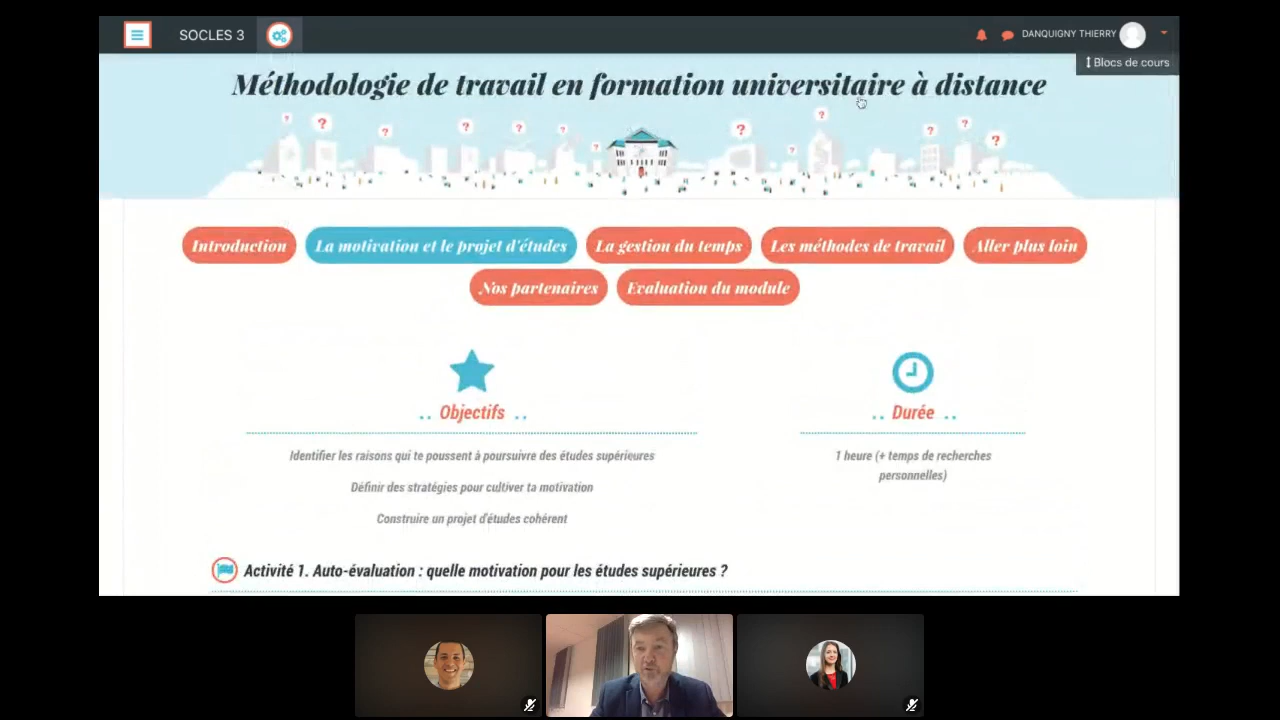 SOCLES 3
DANQUIGNY THIERRY
Blocs de cours
Méthodologie de travail en formation universitaire à distance
? ? ? ? ? ? ? ? ? ? ? ? ?
Introduction
La motivation et le projet d'études
La gestion du temps
Les méthodes de travail
Aller plus loin
Nos partenaires
Evaluation du module
.. Objectifs ..
.. Durée ..
Identifier les raisons qui te poussent à poursuivre des études supérieures
Définir des stratégies pour cultiver ta motivation
Construire un projet d'études cohérent
1 heure (+ temps de recherches
personnelles)
Activité 1. Auto-évaluation : quelle motivation pour les études supérieures ?